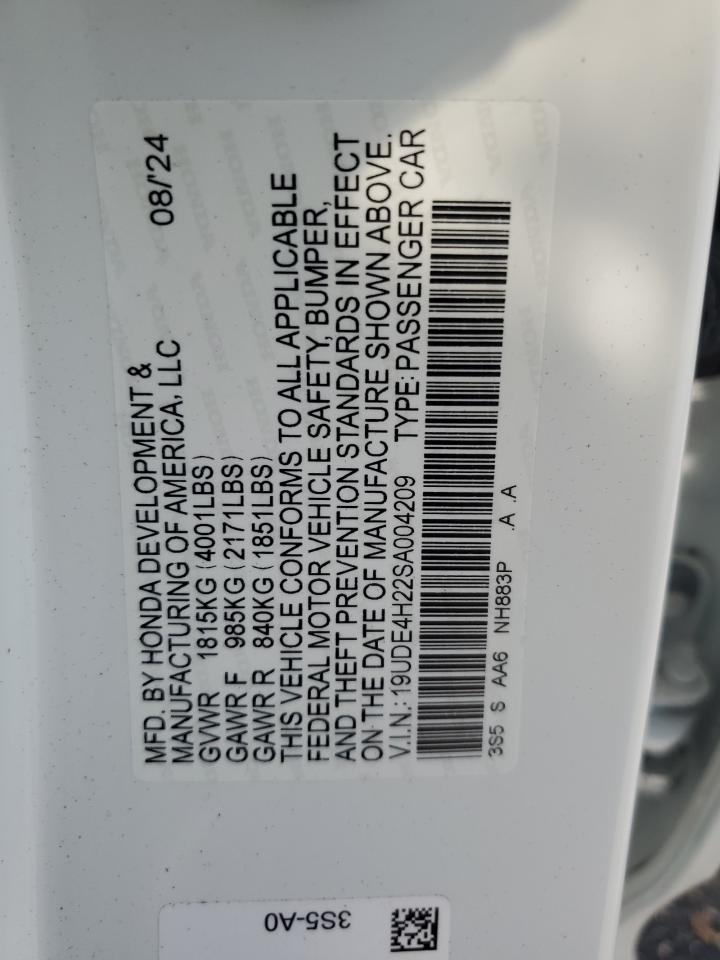 MFD. BY HONDA DEVELOPMENT &
MANUFACTURING OF AMERICA, LLC 08/'24
GVWR 1815KG (4001LBS)
GAWR F 985KG (2171LBS)
GAWR R 840KG (1851LBS)
THIS VEHICLE CONFORMS TO ALL APPLICABLE
FEDERAL MOTOR VEHICLE SAFETY, BUMPER,
AND THEFT PREVENTION STANDARDS IN EFFECT
ON THE DATE OF MANUFACTURE SHOWN ABOVE.
V.I.N.: 19UDE4H22SA004209 TYPE: PASSENGER CAR
3S5 S AA6 NH883P .A A
3S5-A0